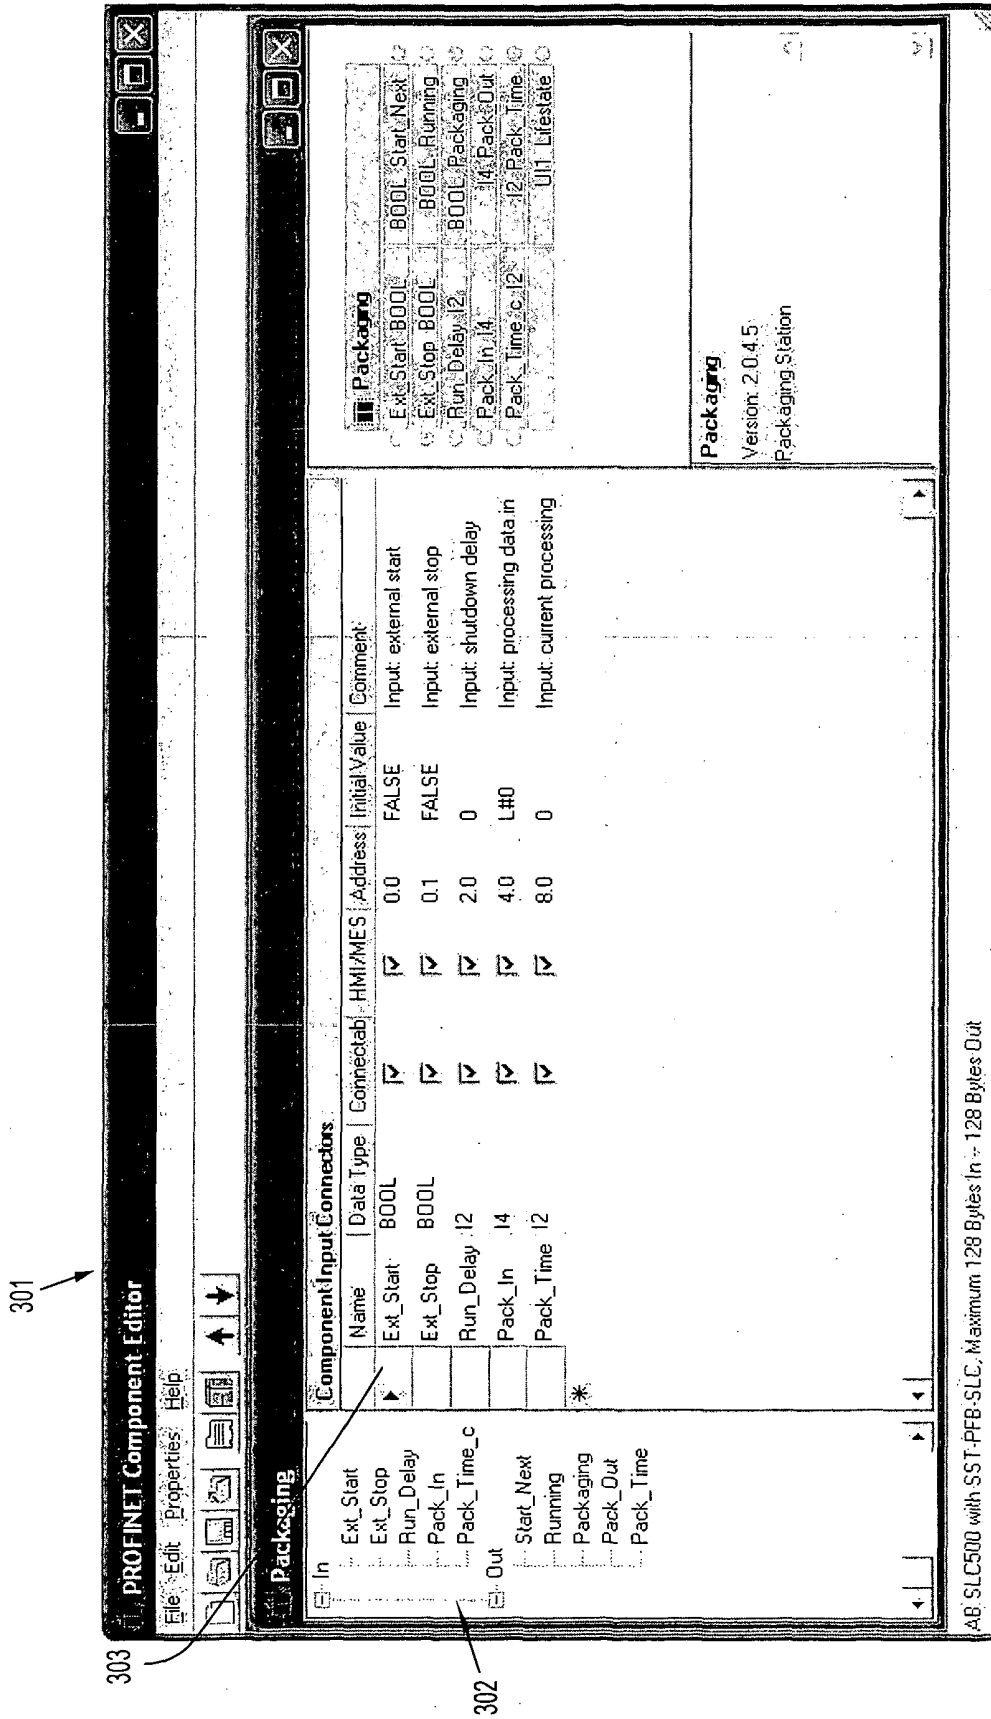 301
PROFINET Component Editor
File Edit Properties Help
Packaging
303
302
In
Ext_Start
Ext_Stop
Run_Delay
Pack_In
Pack_Time_c
Out
Start_Next
Running
Packaging
Pack_Out
Pack_Time
Component Input Connectors
Name Data Type Connectab HMI/MES Address Initial Value Comment
Ext_Start BOOL 0.0 FALSE Input: external start
Ext_Stop BOOL 0.1 FALSE Input: external stop
Run_Delay I2 2.0 0 Input: shutdown delay
Pack_In I4 4.0 L#0 Input: processing data in
Pack_Time I2 8.0 0 Input: current processing
Packaging
Ext_Start BOOL BOOL Start_Next
Ext_Stop BOOL BOOL Running
Run_Delay I2 BOOL Packaging
Pack_In I4 I4 Pack_Out
Pack_Time_c I2 I2 Pack_Time
UI1 Lifestate
Packaging
Version: 2.0.4.5
Packaging Station
AB SLC500 with SST-PFB-SLC, Maximum 128 Bytes In - 128 Bytes Out